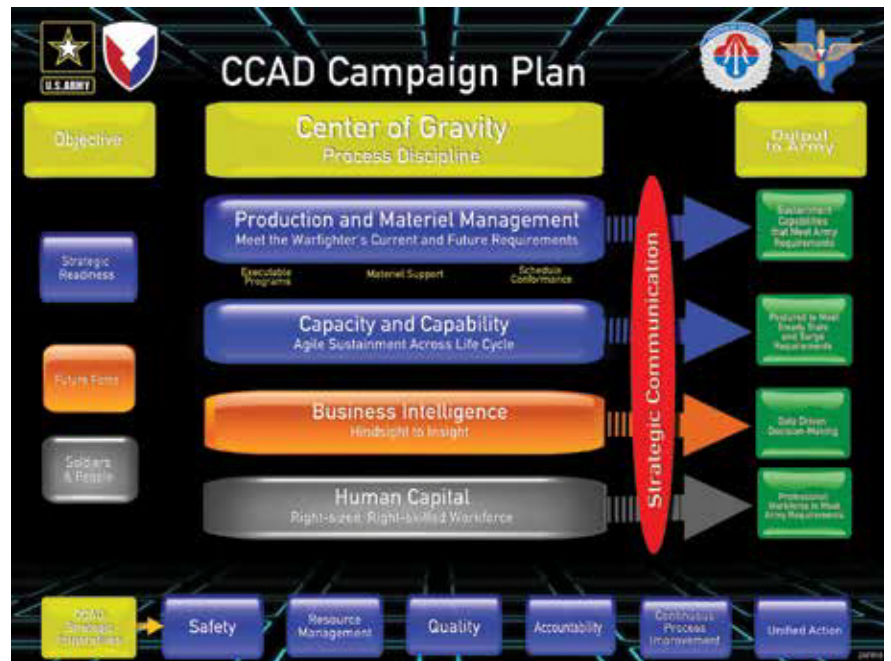 U.S.ARMY
CCAD Campaign Plan
Objective
Center of Gravity
Process Discipline
Output
to Army
Strategic
Readiness
Future Force
Soldiers
& People
Production and Materiel Management
Meet the Warfighter's Current and Future Requirements
Executable
Programs
Materiel Support
Schedule
Conformance
Capacity and Capability
Agile Sustainment Across Life Cycle
Business Intelligence
Hindsight to Insight
Human Capital
Right-sized, Right-skilled Workforce
Strategic Communication
Sustainment
Capabilities
that Meet Army
Requirements
Postured to Meet
Steady State
and Surge
Requirements
Data Driven
Decision-Making
Professional
Workforce to Meet
Army Requirements
CCAD
Strategic
Safety
Resource
Management
Quality
Accountability
Continuous
Process
Improvement
Unified Action